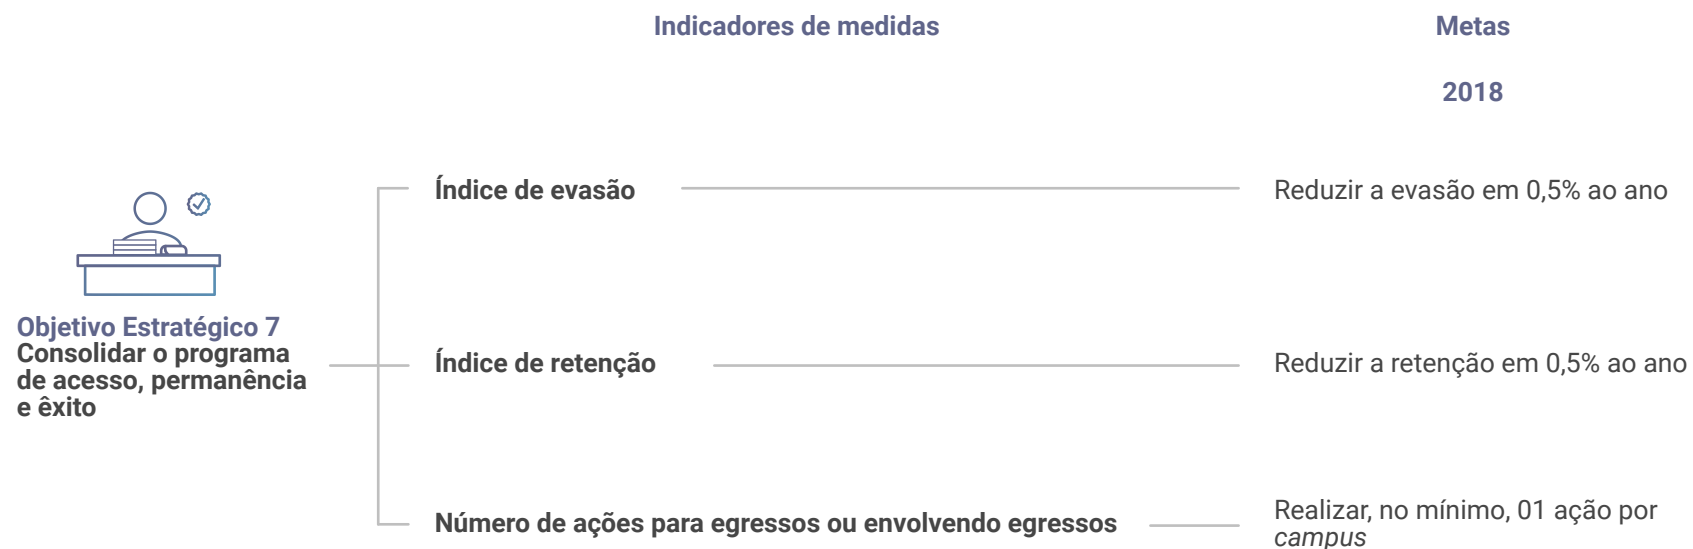 Indicadores de medidas
Metas
2018
Objetivo Estratégico 7
Consolidar o programa
de acesso, permanência
e êxito
Índice de evasão
Reduzir a evasão em 0,5% ao ano
Índice de retenção
Reduzir a retenção em 0,5% ao ano
Número de ações para egressos ou envolvendo egressos
Realizar, no mínimo, 01 ação por
campus